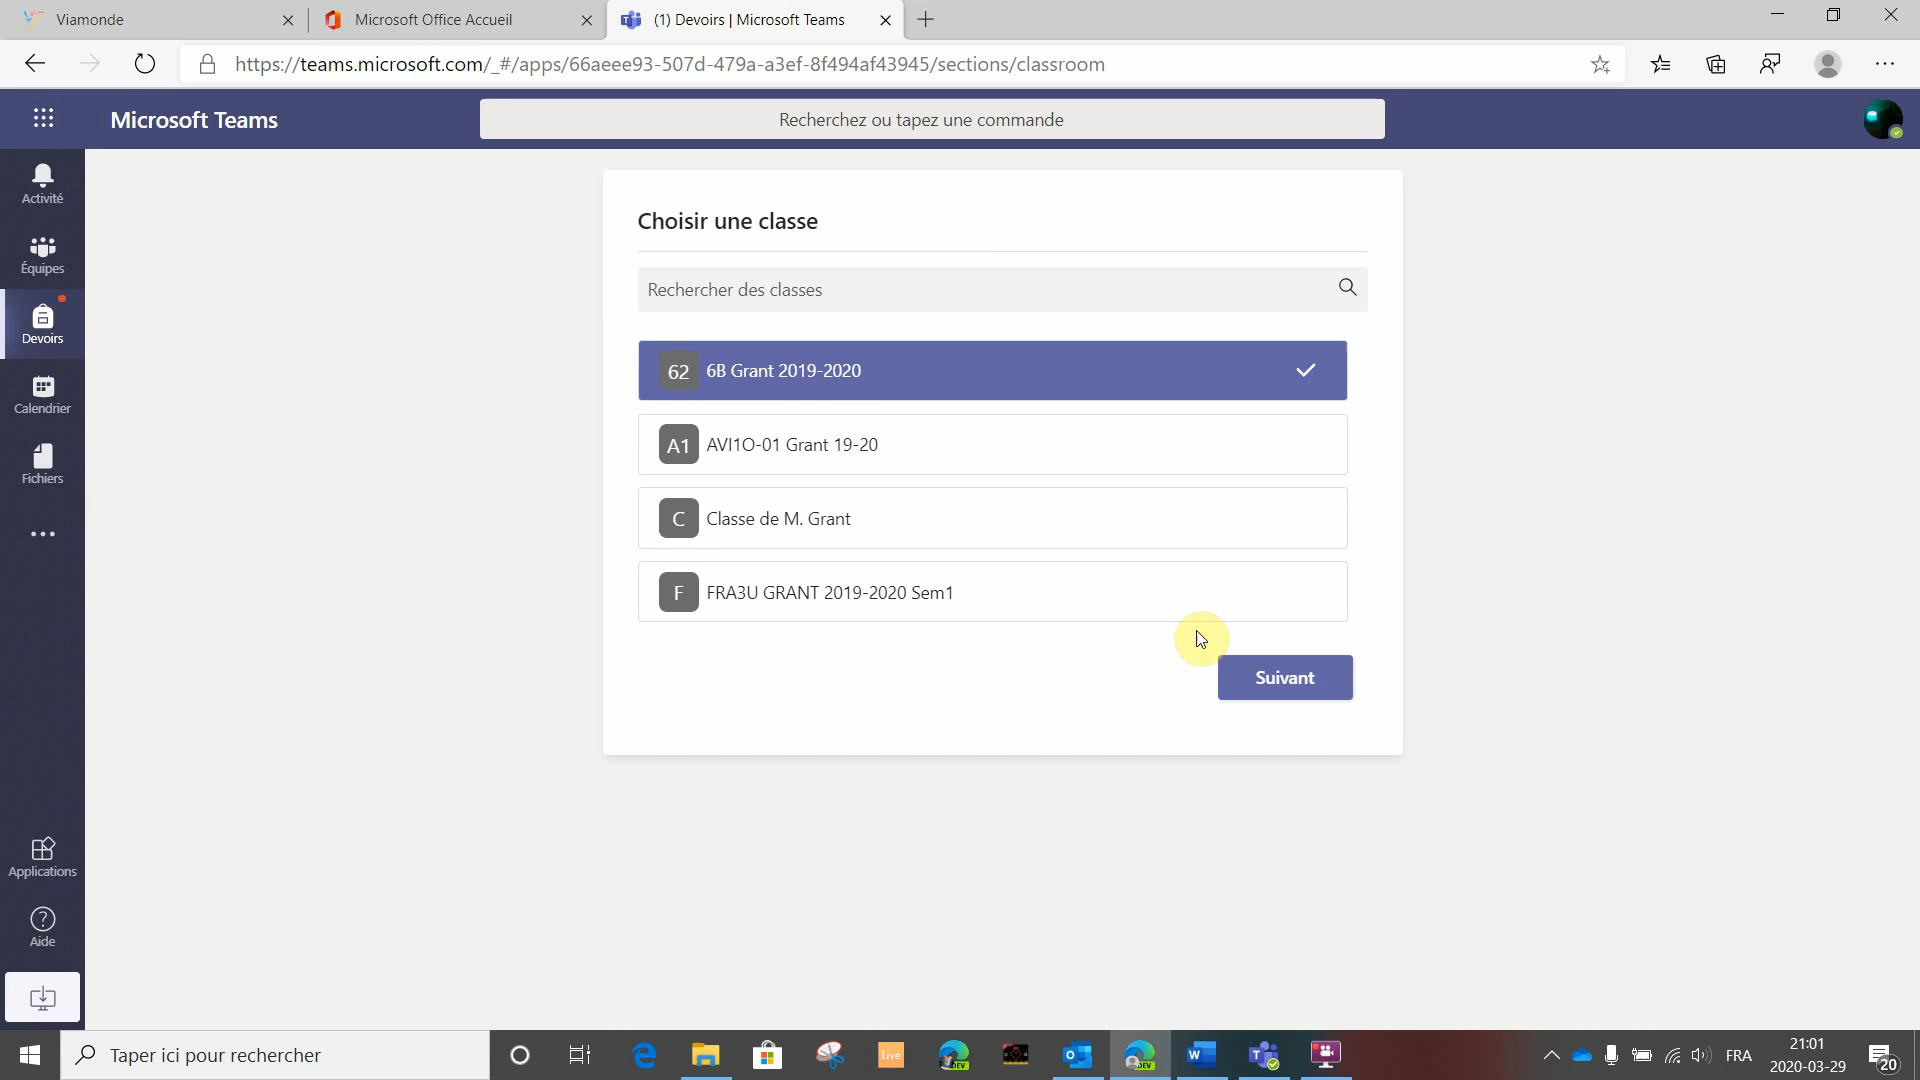 Viamonde
Microsoft Office Accueil
(1) Devoirs | Microsoft Teams
https://teams.microsoft.com/_#/apps/66aeee93-507d-479a-a3ef-8f494af43945/sections/classroom
Microsoft Teams
Recherchez ou tapez une commande
Activité
Équipes
Devoirs
Calendrier
Fichiers
Applications
Aide
Choisir une classe
Rechercher des classes
62 6B Grant 2019-2020
A1 AVI1O-01 Grant 19-20
C Classe de M. Grant
F FRA3U GRANT 2019-2020 Sem1
Suivant
Taper ici pour rechercher
Live
DEV
DEV
FRA
21:01
2020-03-29
20